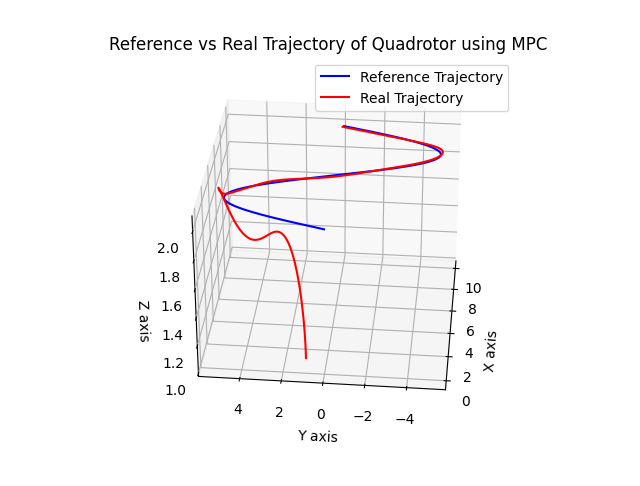 Reference vs Real Trajectory of Quadrotor using MPC
Reference Trajectory
Real Trajectory
2.0
1.8
1.6
1.4
1.2
1.0
Z axis
4
2
0
−2
−4
Y axis
10
8
6
4
2
0
X axis